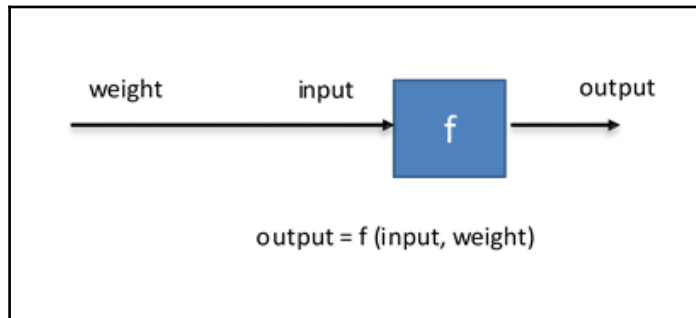 weight input output
f
output = f (input, weight)